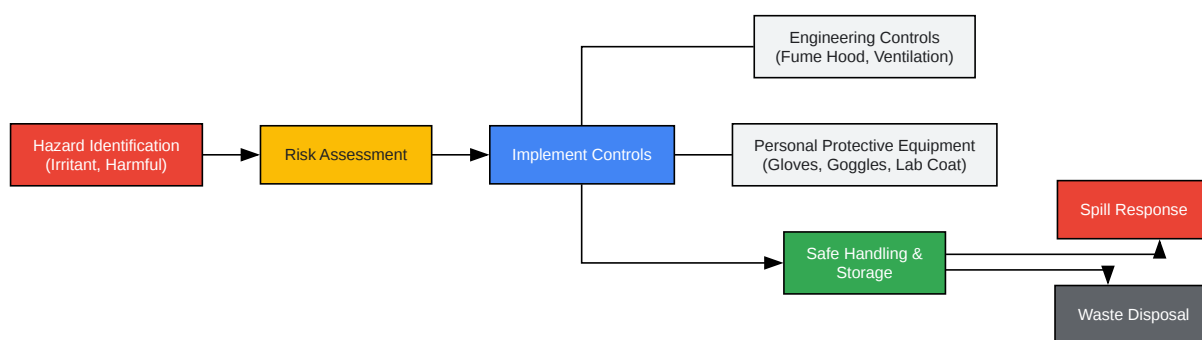 Engineering Controls
(Fume Hood, Ventilation)
Hazard Identification
(Irritant, Harmful)
Risk Assessment
Implement Controls
Personal Protective Equipment
(Gloves, Goggles, Lab Coat)
Spill Response
Safe Handling &
Storage
Waste Disposal